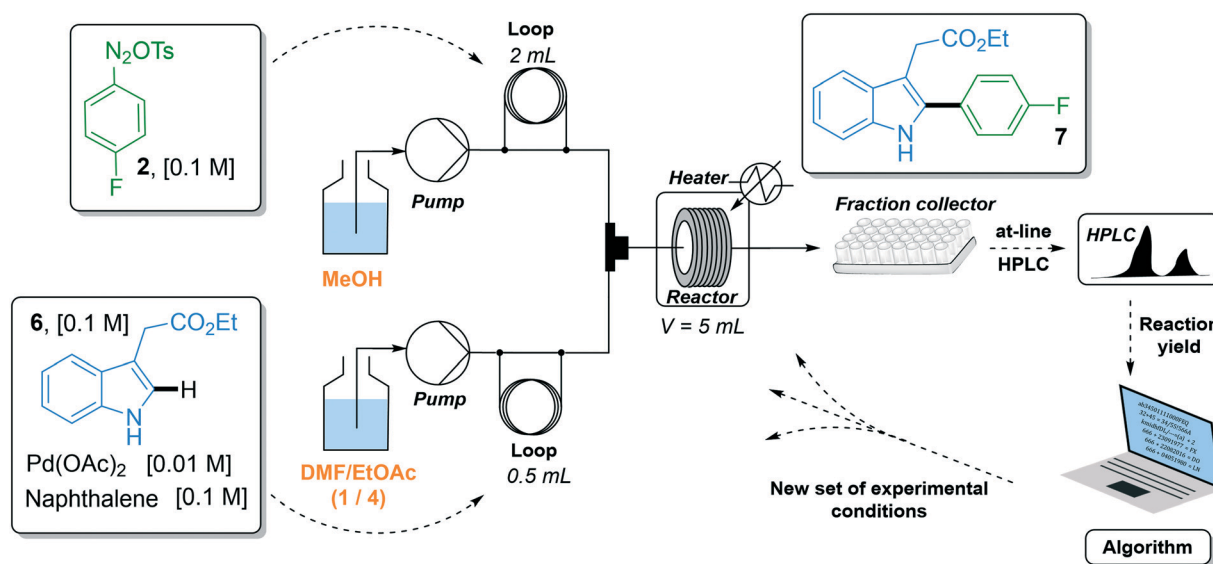 N2OTs
F
2, [0.1 M]
Loop
2 mL
Pump
MeOH
6, [0.1 M]
CO2Et
H
N
H
Pd(OAc)2 [0.01 M]
Naphthalene [0.1 M]
Pump
DMF/EtOAc
(1 / 4)
Loop
0.5 mL
Heater
Reactor
V = 5 mL
CO2Et
F
N
H
7
Fraction collector
at-line
HPLC
HPLC
Reaction
yield
New set of experimental
conditions
Algorithm